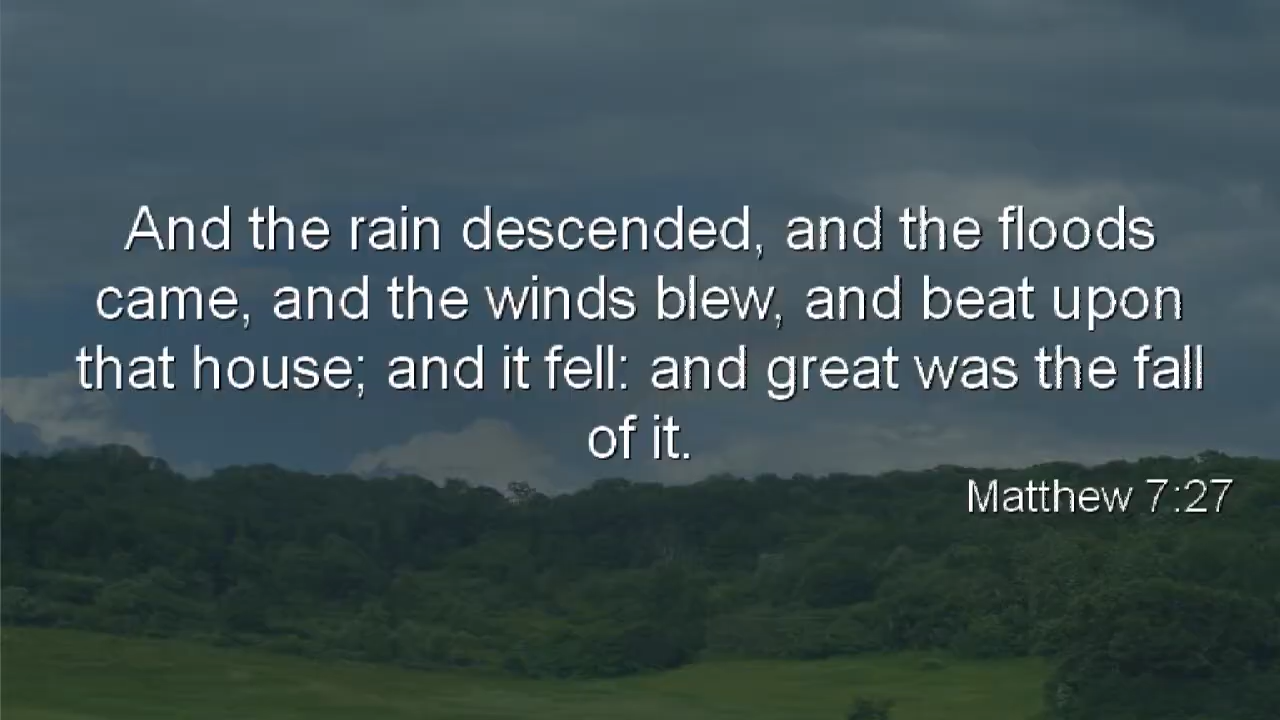 And the rain descended, and the floods
came, and the winds blew, and beat upon
that house; and it fell: and great was the fall
of it.
Matthew 7:27